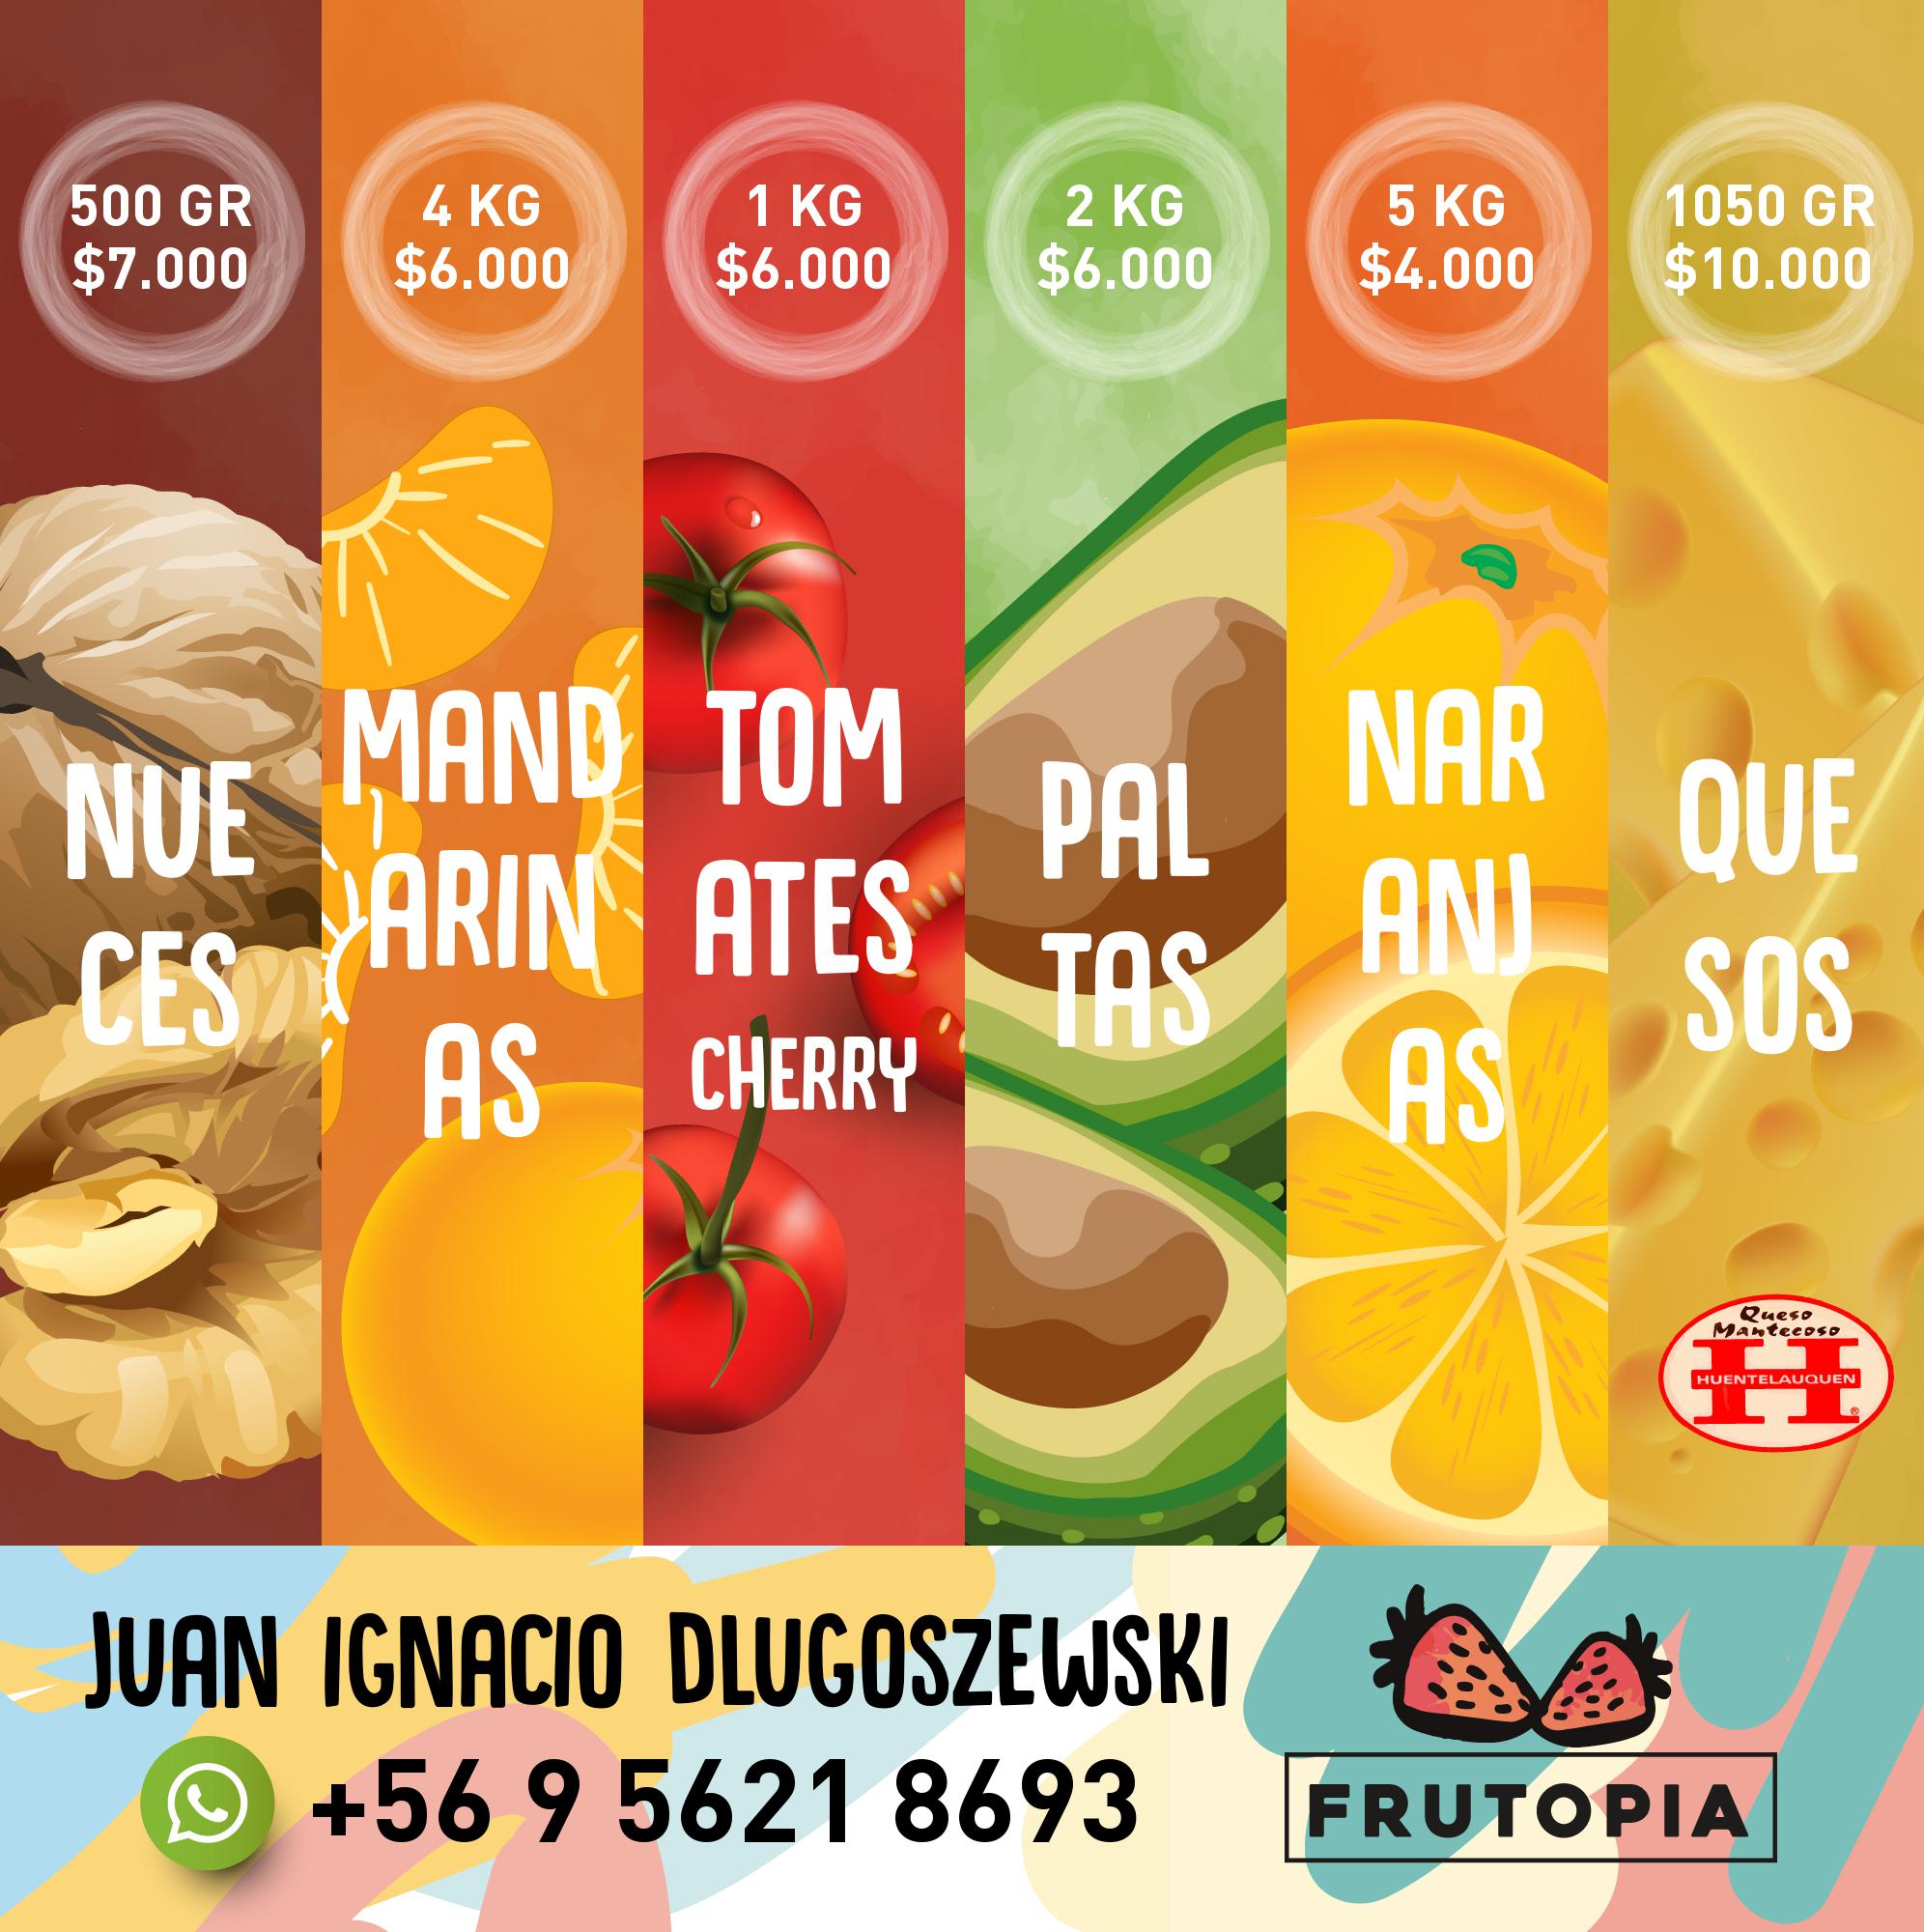 500 GR
$7.000
NUE
CES
4 KG
$6.000
MAND
ARIN
AS
1 KG
$6.000
TOM
ATES
CHERRY
2 KG
$6.000
PAL
TAS
5 KG
$4.000
NAR
ANJ
AS
1050 GR
$10.000
QUE
SOS
Queso
Mantecoso
H
HUENTELAUQUEN
®
JUAN IGNACIO DLUGOSZEWSKI
+56 9 5621 8693
FRUTOPIA